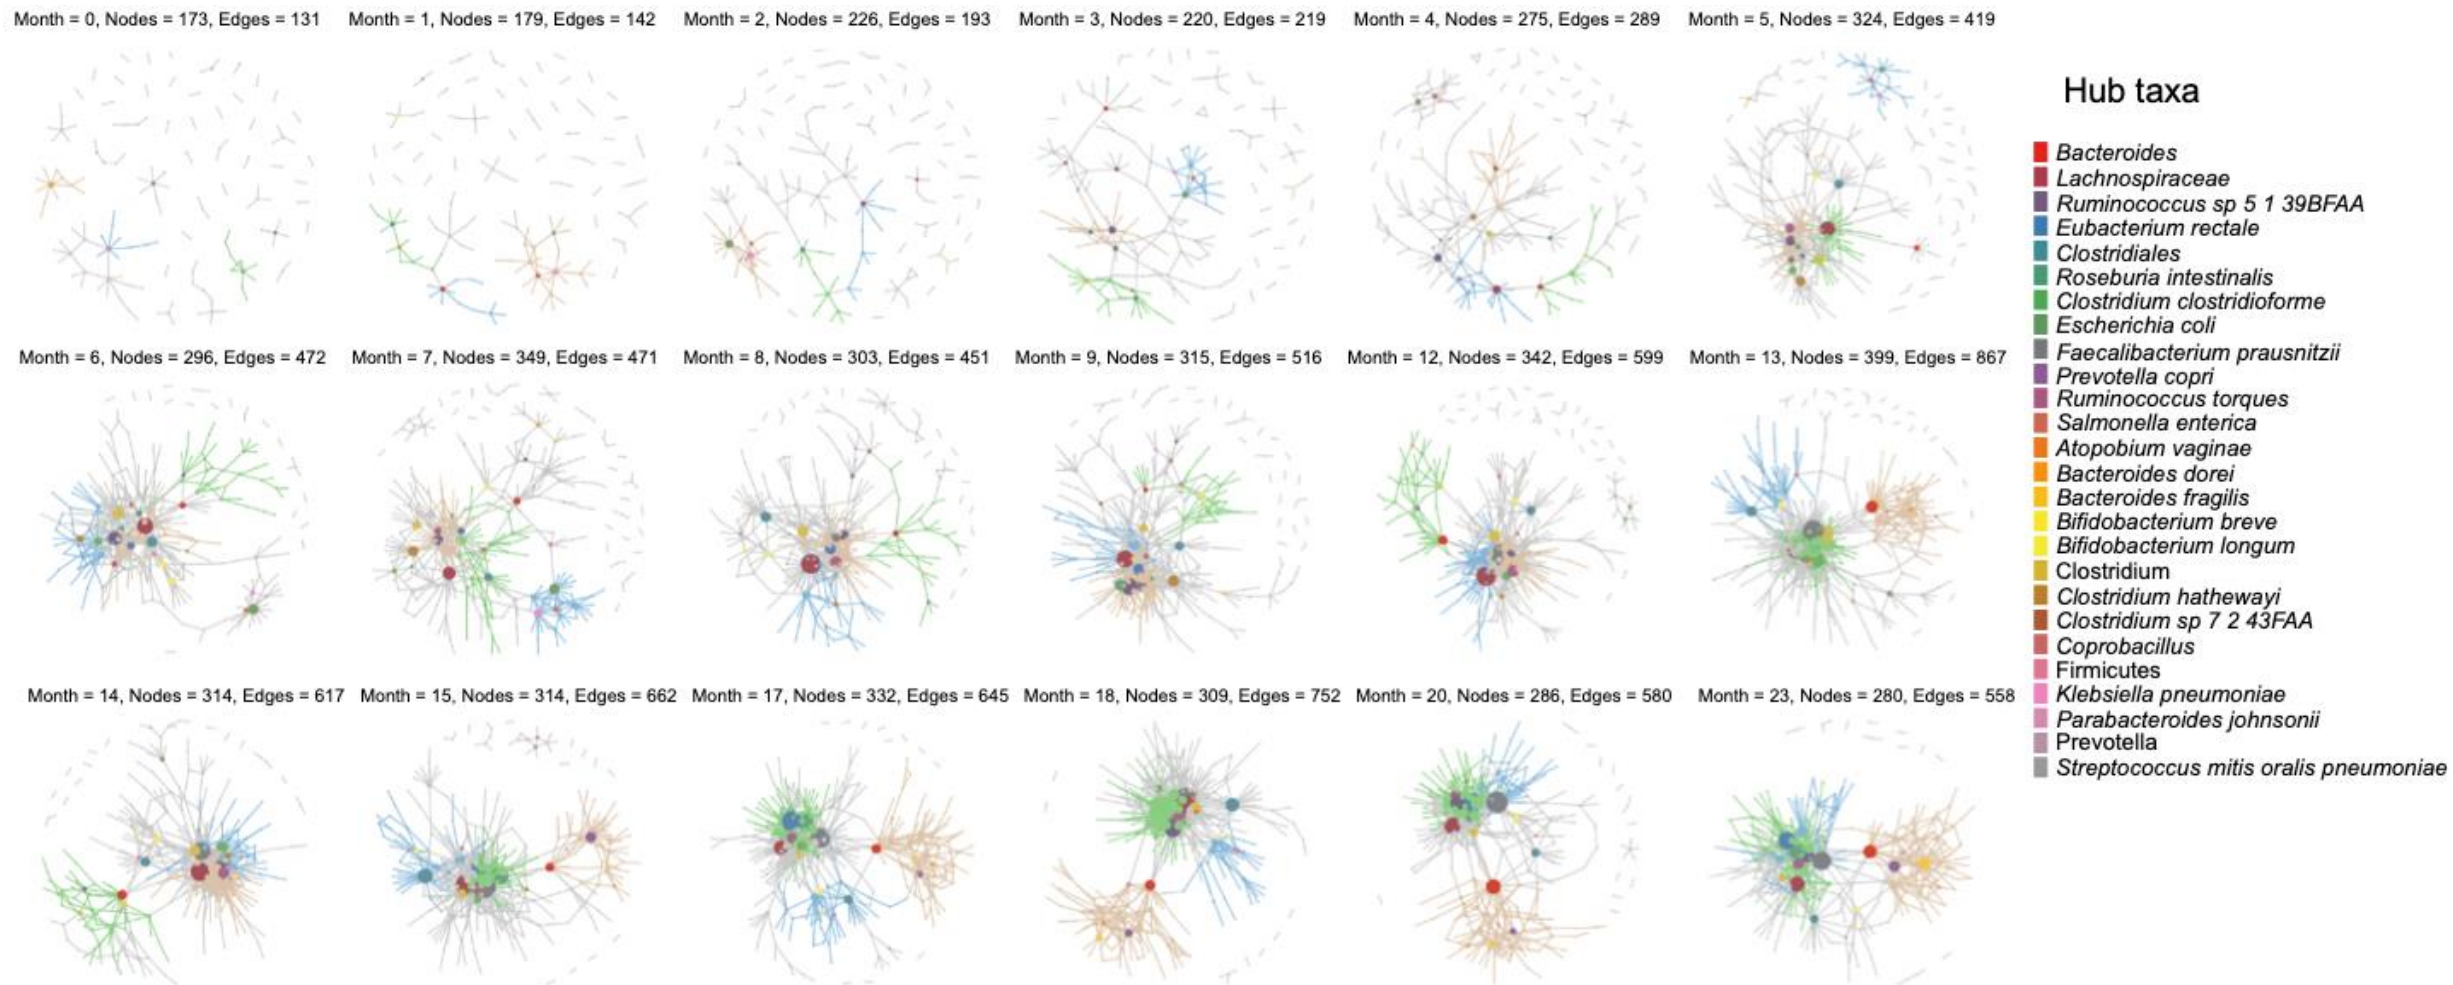 Month = 0, Nodes = 173, Edges = 131
Month = 1, Nodes = 179, Edges = 142
Month = 2, Nodes = 226, Edges = 193
Month = 3, Nodes = 220, Edges = 219
Month = 4, Nodes = 275, Edges = 289
Month = 5, Nodes = 324, Edges = 419
Month = 6, Nodes = 296, Edges = 472
Month = 7, Nodes = 349, Edges = 471
Month = 8, Nodes = 303, Edges = 451
Month = 9, Nodes = 315, Edges = 516
Month = 12, Nodes = 342, Edges = 599
Month = 13, Nodes = 399, Edges = 867
Month = 14, Nodes = 314, Edges = 617
Month = 15, Nodes = 314, Edges = 662
Month = 17, Nodes = 332, Edges = 645
Month = 18, Nodes = 309, Edges = 752
Month = 20, Nodes = 286, Edges = 580
Month = 23, Nodes = 280, Edges = 558
Hub taxa
Bacteroides
Lachnospiraceae
Ruminococcus sp 5 1 39BFAA
Eubacterium rectale
Clostridiales
Roseburia intestinalis
Clostridium clostridioforme
Escherichia coli
Faecalibacterium prausnitzii
Prevotella copri
Ruminococcus torques
Salmonella enterica
Atopobium vaginae
Bacteroides dorei
Bacteroides fragilis
Bifidobacterium breve
Bifidobacterium longum
Clostridium
Clostridium hathewayi
Clostridium sp 7 2 43FAA
Coprobacillus
Firmicutes
Klebsiella pneumoniae
Parabacteroides johnsonii
Prevotella
Streptococcus mitis oralis pneumoniae